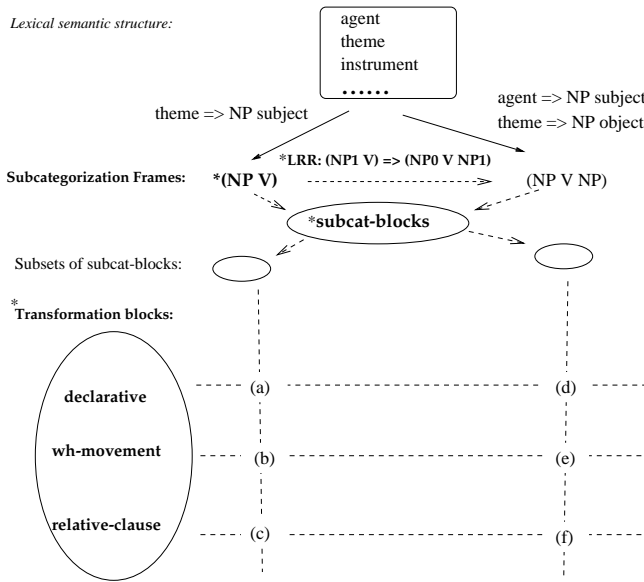 Lexical semantic structure:
agent
theme
instrument
......
theme => NP subject
agent => NP subject
theme => NP object
*LRR: (NP1 V) => (NP0 V NP1)
Subcategorization Frames:
*(NP V)
(NP V NP)
*subcat-blocks
Subsets of subcat-blocks:
*Transformation blocks:
declarative
(a)
(d)
wh-movement
(b)
(e)
relative-clause
(c)
(f)